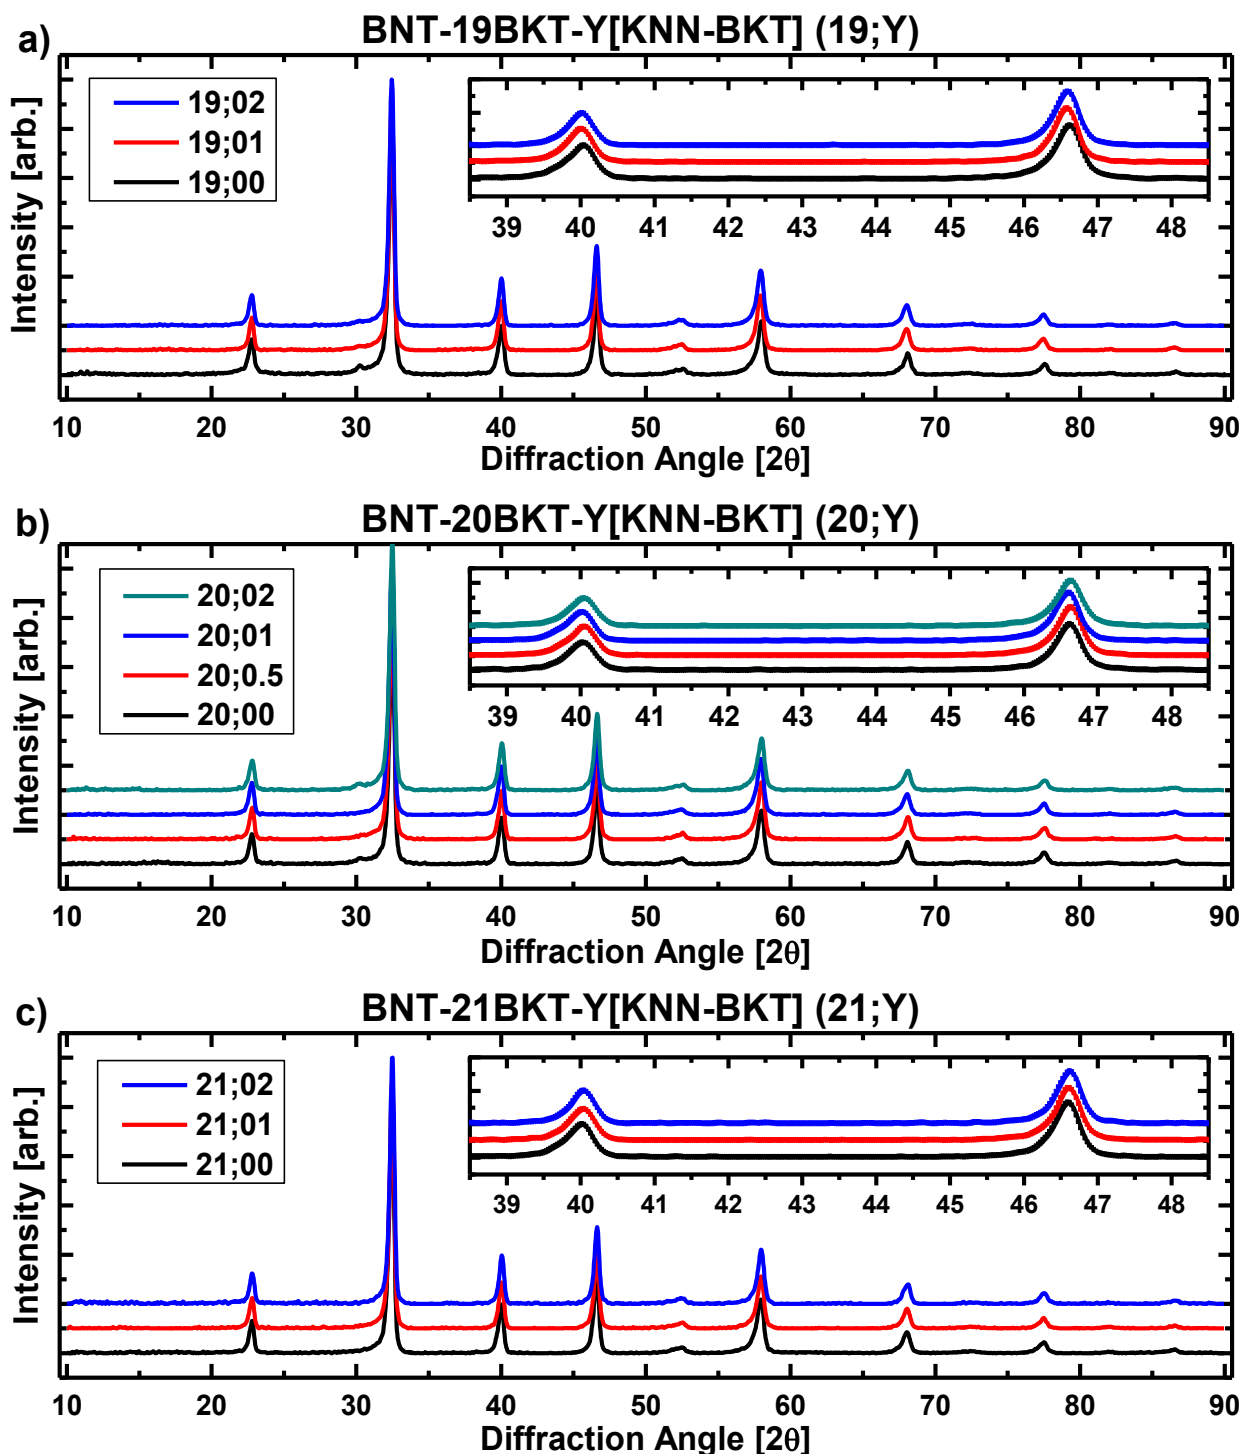 a)
BNT-19BKT-Y[KNN-BKT] (19;Y)
Intensity [arb.]
19;02
19;01
19;00
39 40 41 42 43 44 45 46 47 48
10 20 30 40 50 60 70 80 90
Diffraction Angle [2θ]
b)
BNT-20BKT-Y[KNN-BKT] (20;Y)
Intensity [arb.]
20;02
20;01
20;0.5
20;00
39 40 41 42 43 44 45 46 47 48
10 20 30 40 50 60 70 80 90
Diffraction Angle [2θ]
c)
BNT-21BKT-Y[KNN-BKT] (21;Y)
Intensity [arb.]
21;02
21;01
21;00
39 40 41 42 43 44 45 46 47 48
10 20 30 40 50 60 70 80 90
Diffraction Angle [2θ]